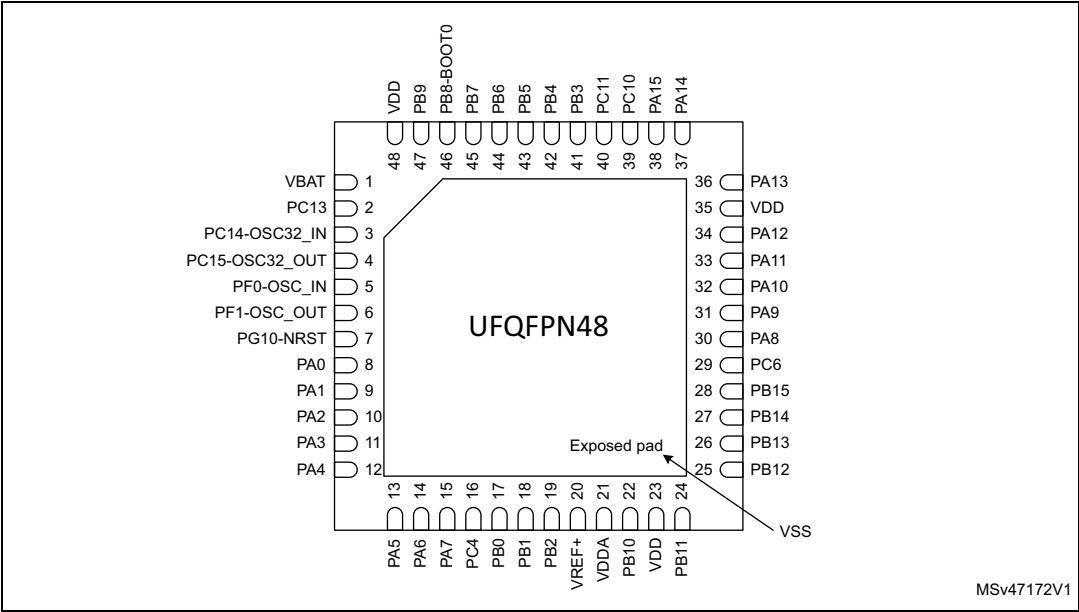 VDD
PB9
PB8-BOOT0
PB7
PB6
PB5
PB4
PB3
PC11
PC10
PA15
PA14
48
47
46
45
44
43
42
41
40
39
38
37
VBAT 1
PC13 2
PC14-OSC32_IN 3
PC15-OSC32_OUT 4
PF0-OSC_IN 5
PF1-OSC_OUT 6
PG10-NRST 7
PA0 8
PA1 9
PA2 10
PA3 11
PA4 12
UFQFPN48
Exposed pad
36 PA13
35 VDD
34 PA12
33 PA11
32 PA10
31 PA9
30 PA8
29 PC6
28 PB15
27 PB14
26 PB13
25 PB12
13
14
15
16
17
18
19
20
21
22
23
24
PA5
PA6
PA7
PC4
PB0
PB1
PB2
VREF+
VDDA
PB10
VDD
PB11
VSS
MSv47172V1